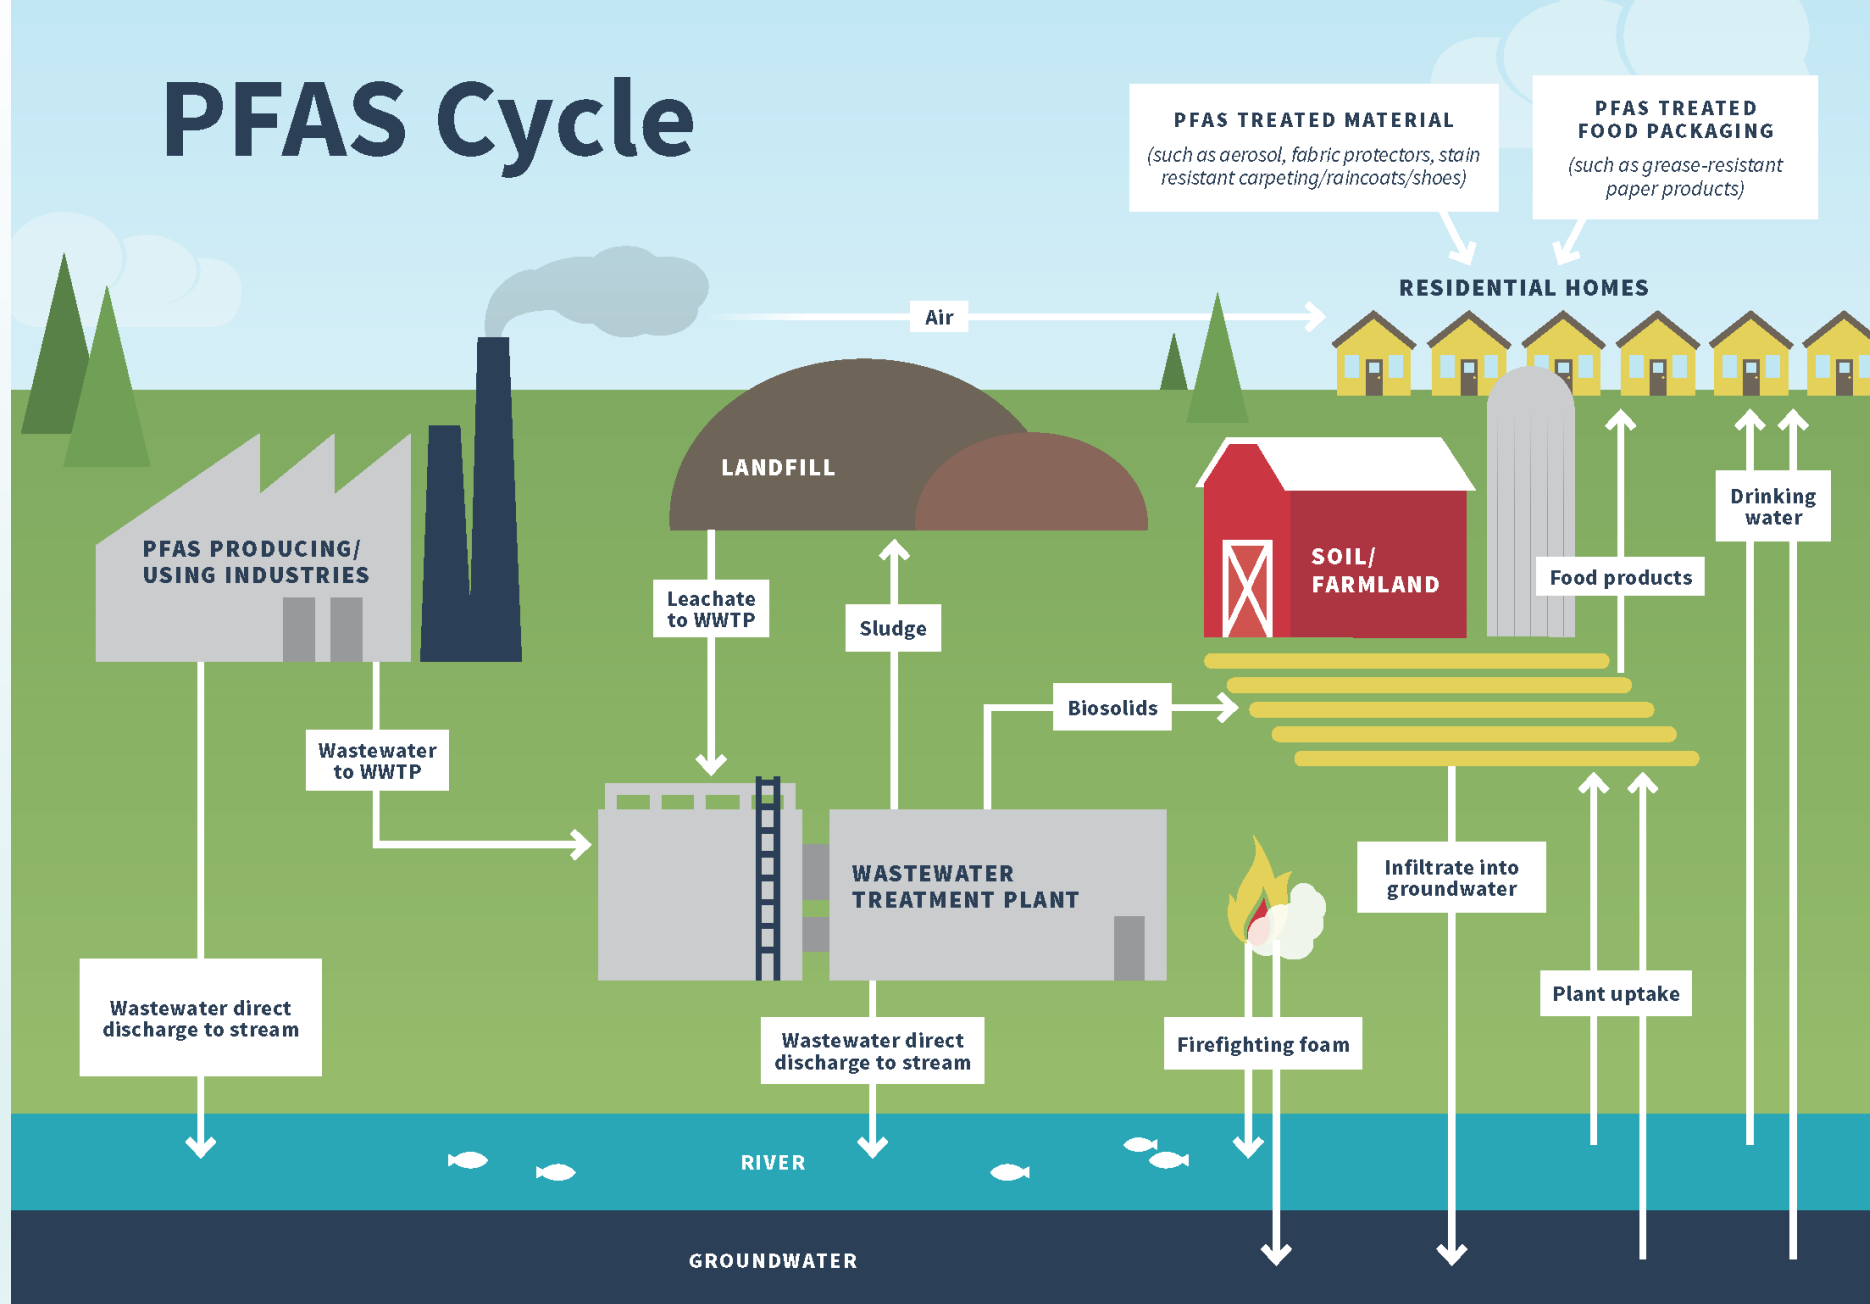 PFAS Cycle
PFAS TREATED MATERIAL
(such as aerosol, fabric protectors, stain
resistant carpeting/raincoats/shoes)
PFAS TREATED
FOOD PACKAGING
(such as grease-resistant
paper products)
RESIDENTIAL HOMES
Air
LANDFILL
PFAS PRODUCING/
USING INDUSTRIES
Leachate
to WWTP
Sludge
SOIL/
FARMLAND
Food products
Drinking
water
Biosolids
Wastewater
to WWTP
WASTEWATER
TREATMENT PLANT
Infiltrate into
groundwater
Plant uptake
Wastewater direct
discharge to stream
Wastewater direct
discharge to stream
Firefighting foam
RIVER
GROUNDWATER